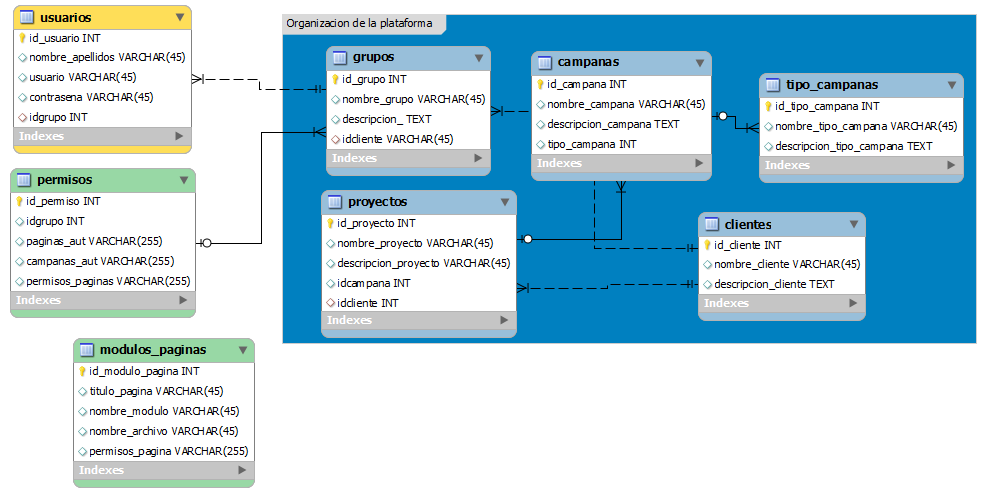 usuarios
id_usuario INT
nombre_apellidos VARCHAR(45)
usuario VARCHAR(45)
contrasena VARCHAR(45)
idgrupo INT
Indexes
permisos
id_permiso INT
idgrupo INT
paginas_aut VARCHAR(255)
campanas_aut VARCHAR(255)
permisos_paginas VARCHAR(255)
Indexes
modulos_paginas
id_modulo_pagina INT
titulo_pagina VARCHAR(45)
nombre_modulo VARCHAR(45)
nombre_archivo VARCHAR(45)
permisos_pagina VARCHAR(255)
Indexes
Organizacion de la plataforma
grupos
id_grupo INT
nombre_grupo VARCHAR(45)
descripcion_ TEXT
idcliente VARCHAR(45)
Indexes
campanas
id_campana INT
nombre_campana VARCHAR(45)
descripcion_campana TEXT
tipo_campana INT
Indexes
tipo_campanas
id_tipo_campana INT
nombre_tipo_campana VARCHAR(45)
descripcion_tipo_campana TEXT
Indexes
proyectos
id_proyecto INT
nombre_proyecto VARCHAR(45)
descripcion_proyecto VARCHAR(45)
idcampana INT
idcliente INT
Indexes
clientes
id_cliente INT
nombre_cliente VARCHAR(45)
descripcion_cliente TEXT
Indexes